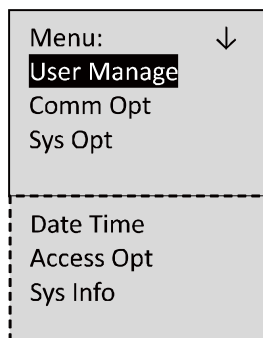 Menu: ↓
User Manage
Comm Opt
Sys Opt
Date Time
Access Opt
Sys Info